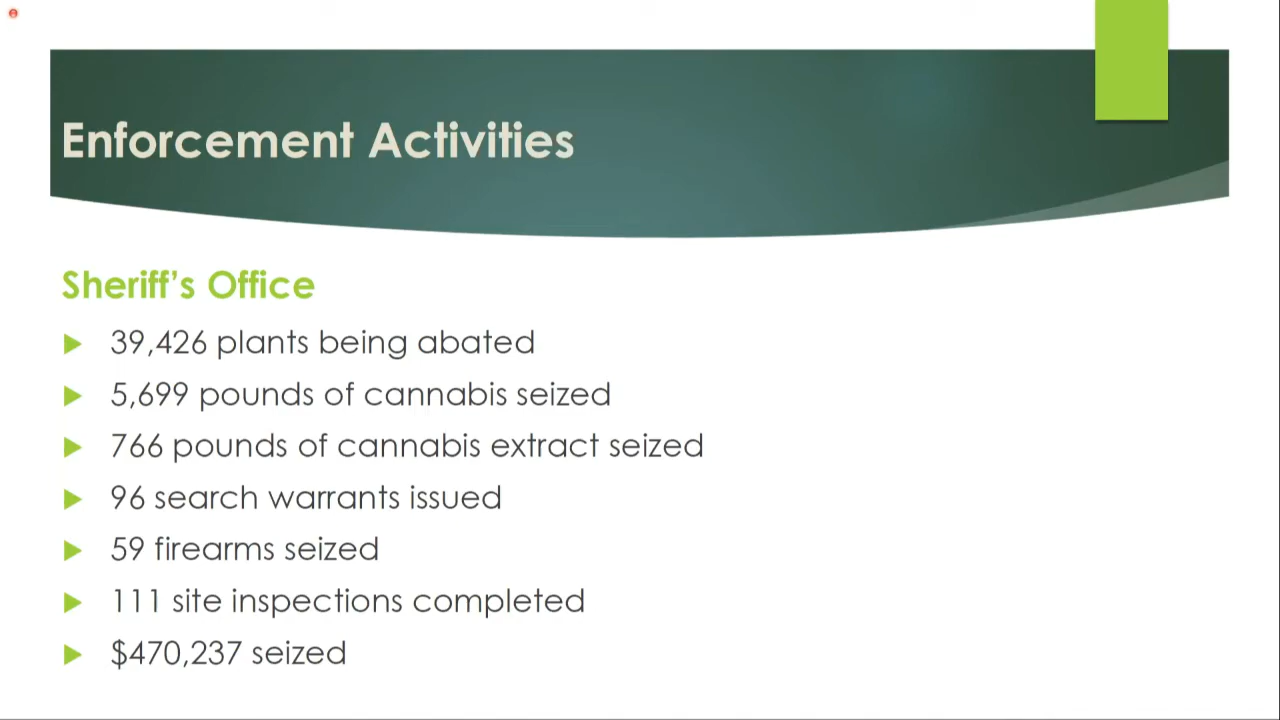 Enforcement Activities
Sheriff’s Office
39,426 plants being abated
5,699 pounds of cannabis seized
766 pounds of cannabis extract seized
96 search warrants issued
59 firearms seized
111 site inspections completed
$470,237 seized